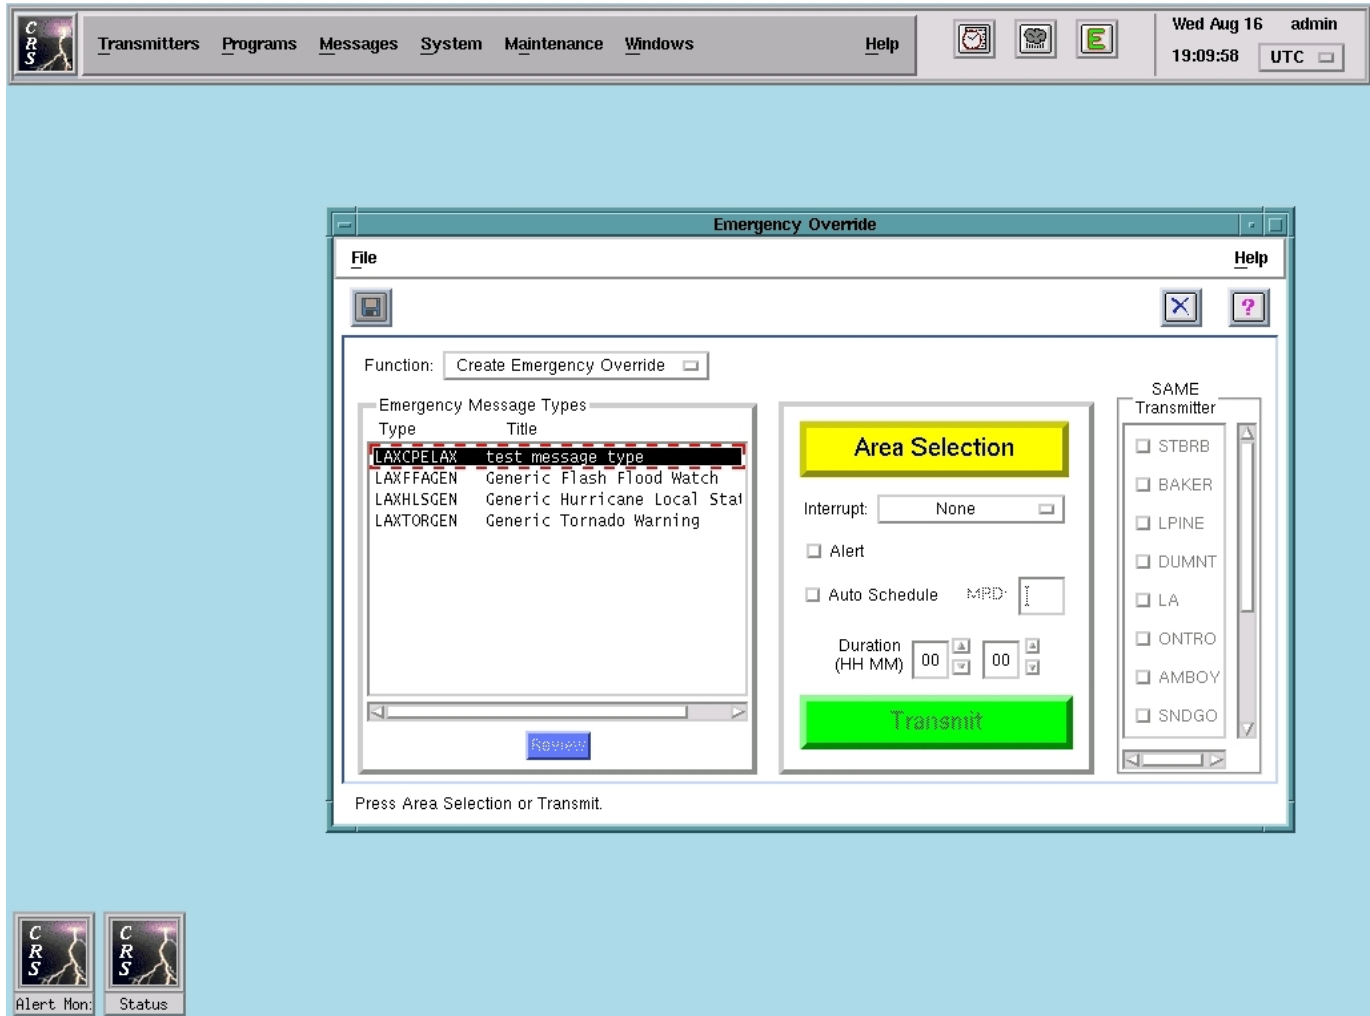 CRS
Transmitters Programs Messages System Maintenance Windows Help
Wed Aug 16 admin
19:09:58 UTC
Emergency Override
File Help
Function: Create Emergency Override
Emergency Message Types
Type Title
LAXCPELAX test message type
LAXFFAGEN Generic Flash Flood Watch
LAXHLSGEN Generic Hurricane Local Stat
LAXTORGEN Generic Tornado Warning
Review
Area Selection
Interrupt: None
Alert
Auto Schedule MRD:
Duration
(HH MM) 00 00
Transmit
SAME
Transmitter
STBRB
BAKER
LPINE
DUMNT
LA
ONTRO
AMBOY
SNDGO
Press Area Selection or Transmit.
CRS
Alert Mon:
CRS
Status